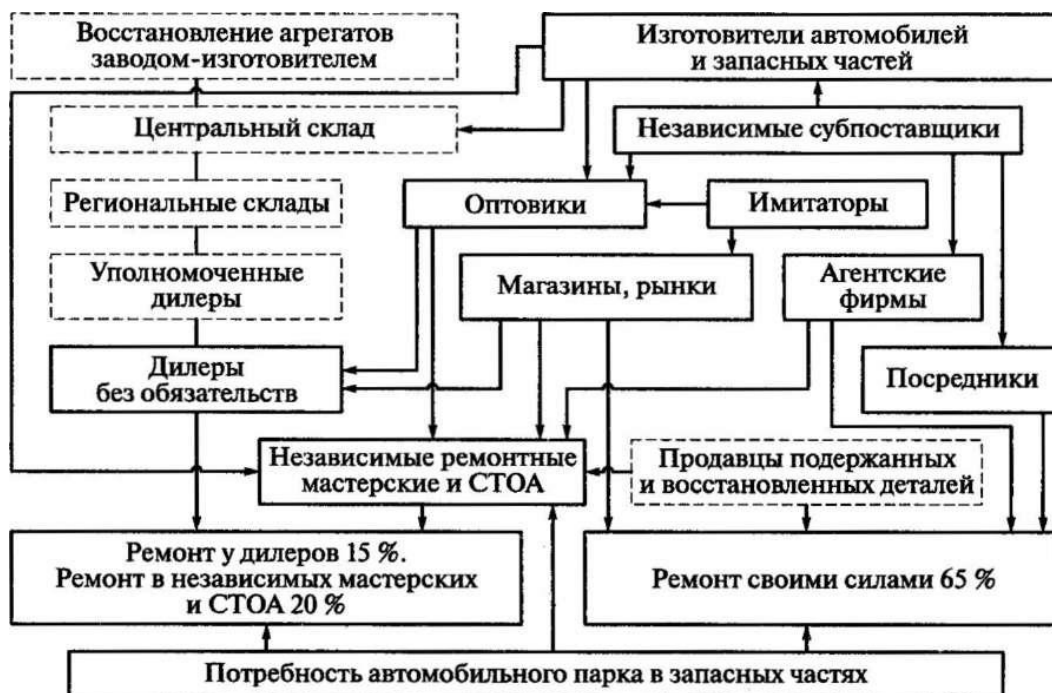 Восстановление агрегатов
заводом-изготовителем
Изготовители автомобилей
и запасных частей
Центральный склад
Независимые субпоставщики
Региональные склады
Оптовики
Имитаторы
Уполномоченные
дилеры
Магазины, рынки
Агентские
фирмы
Дилеры
без обязательств
Посредники
Независимые ремонтные
мастерские и СТОА
Продавцы подержанных
и восстановленных деталей
Ремонт у дилеров 15 %.
Ремонт в независимых мастерских
и СТОА 20 %
Ремонт своими силами 65 %
Потребность автомобильного парка в запасных частях